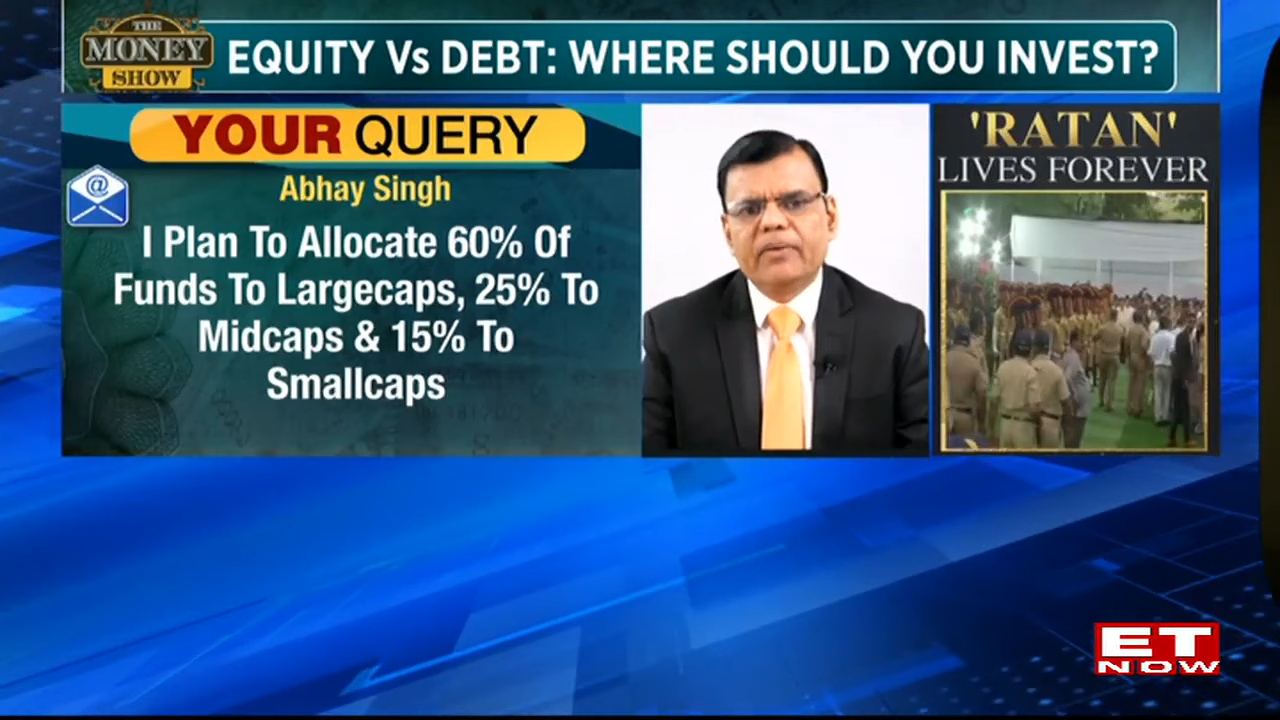 THE
MONEY
SHOW
EQUITY Vs DEBT: WHERE SHOULD YOU INVEST?
YOUR QUERY
@
Abhay Singh
I Plan To Allocate 60% Of
Funds To Largecaps, 25% To
Midcaps & 15% To
Smallcaps
'RATAN'
LIVES FOREVER
ET
NOW